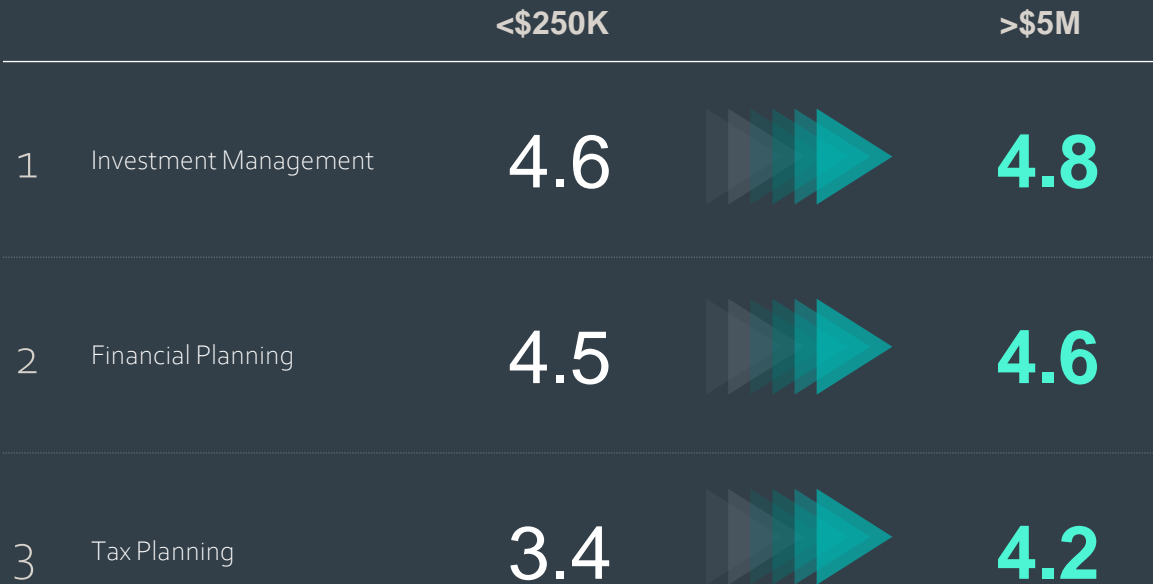 <$250K >$5M
1 Investment Management 4.6 4.8
2 Financial Planning 4.5 4.6
3 Tax Planning 3.4 4.2